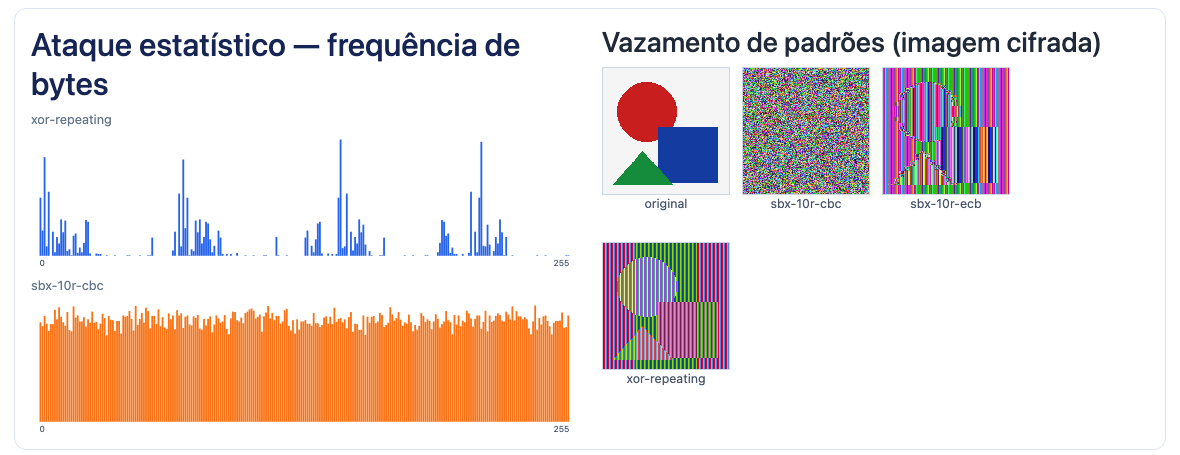 Ataque estatístico — frequência de
bytes
xor-repeating
0 255
sbx-10r-cbc
0 255
Vazamento de padrões (imagem cifrada)
original sbx-10r-cbc sbx-10r-ecb
xor-repeating